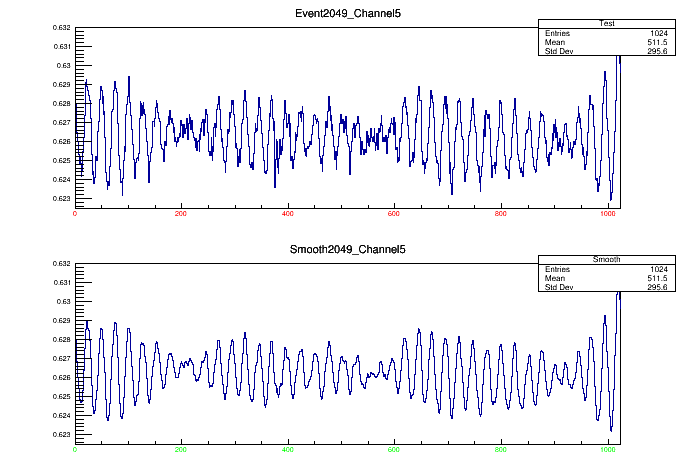 Event2049_Channel5
Test
Entries 1024
Mean 511.5
Std Dev 295.6
0.632
0.631
0.63
0.629
0.628
0.627
0.626
0.625
0.624
0.623
0 200 400 600 800 1000
Smooth2049_Channel5
Smooth
Entries 1024
Mean 511.5
Std Dev 295.6
0.632
0.631
0.63
0.629
0.628
0.627
0.626
0.625
0.624
0.623
0 200 400 600 800 1000